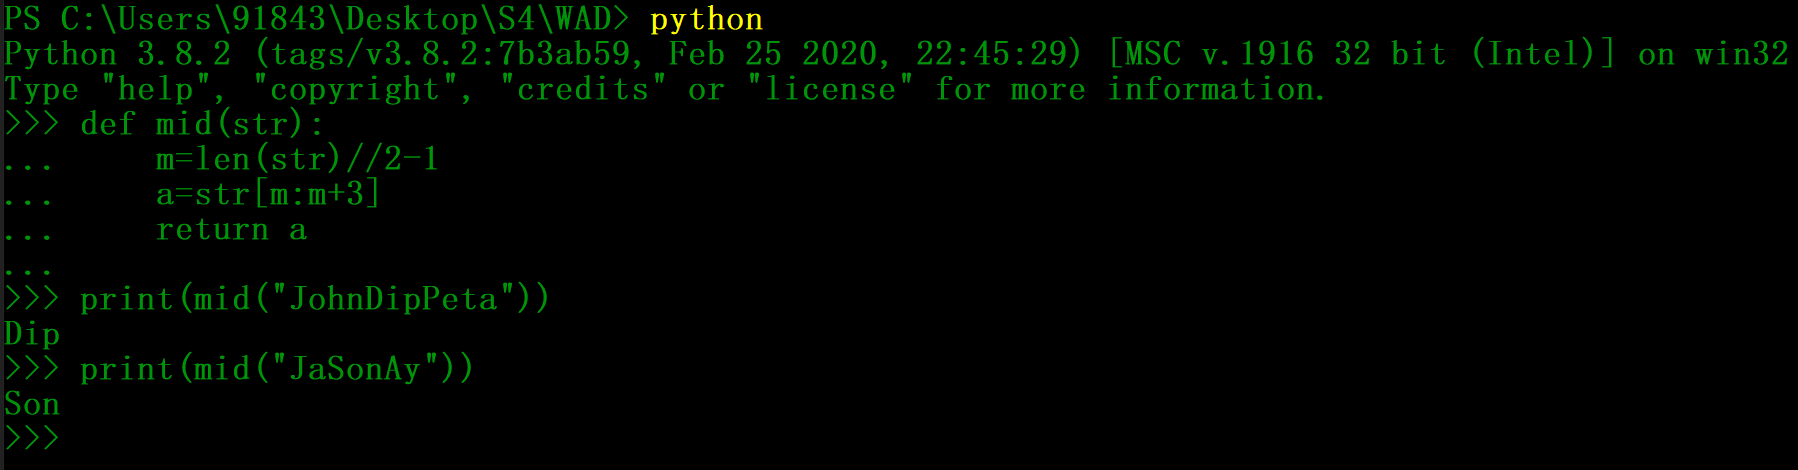 PS C:\Users\91843\Desktop\S4\WAD> python
Python 3.8.2 (tags/v3.8.2:7b3ab59, Feb 25 2020, 22:45:29) [MSC v.1916 32 bit (Intel)] on win32
Type "help", "copyright", "credits" or "license" for more information.
>>> def mid(str):
...     m=len(str)//2-1
...     a=str[m:m+3]
...     return a
...
>>> print(mid("JohnDipPeta"))
Dip
>>> print(mid("JaSonAy"))
Son
>>>